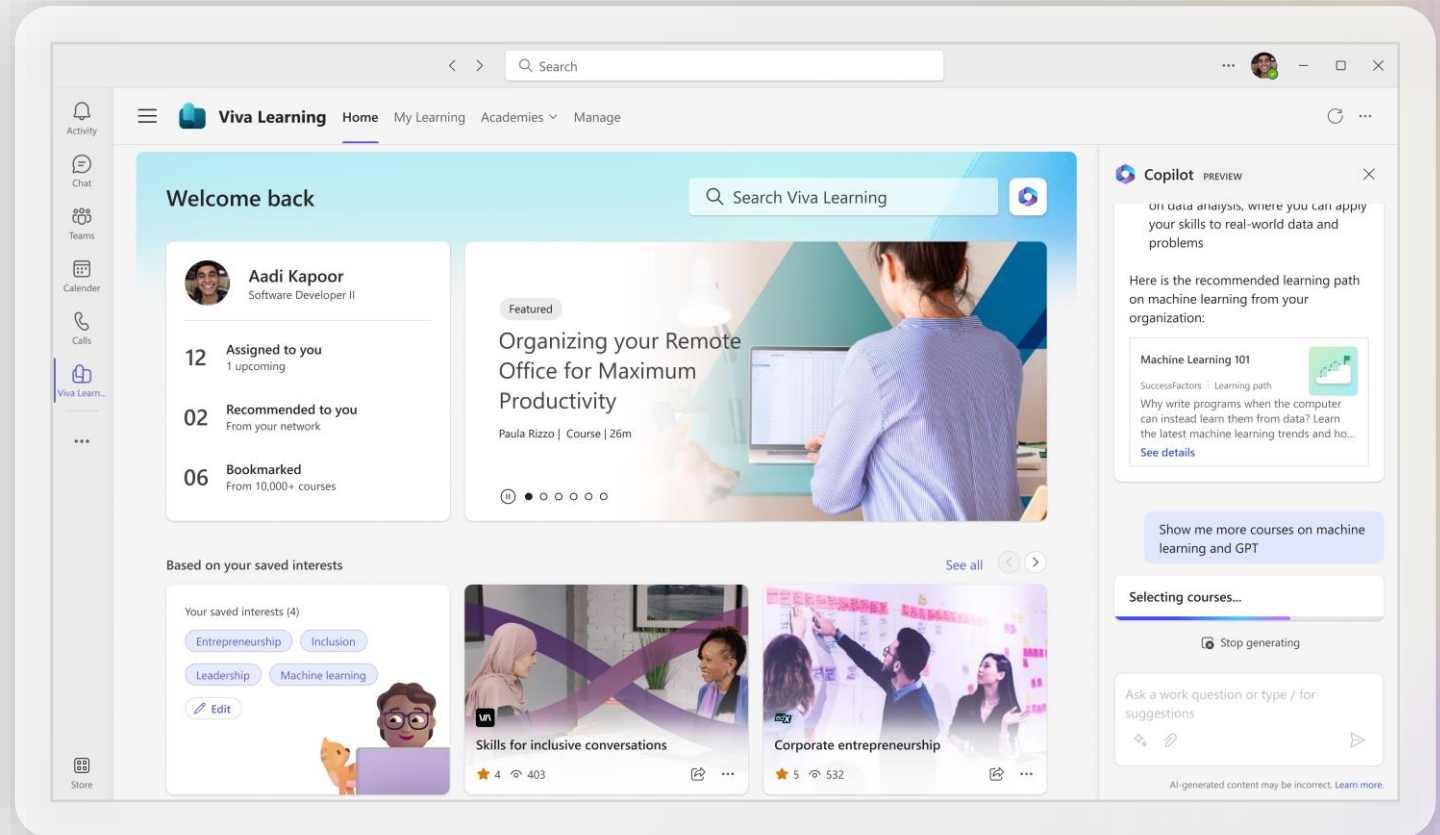 Search
Activity
Chat
Teams
Calender
Calls
Viva Learn...
Store
Viva Learning
Home
My Learning
Academies
Manage
Welcome back
Search Viva Learning
Aadi Kapoor
Software Developer II
12
Assigned to you
1 upcoming
02
Recommended to you
From your network
06
Bookmarked
From 10,000+ courses
Featured
Organizing your Remote
Office for Maximum
Productivity
Paula Rizzo | Course | 26m
Based on your saved interests
See all
Your saved interests (4)
Entrepreneurship
Inclusion
Leadership
Machine learning
Edit
Skills for inclusive conversations
4
403
edX
Corporate entrepreneurship
5
532
Copilot PREVIEW
on data analysis, where you can apply
your skills to real-world data and
problems
Here is the recommended learning path
on machine learning from your
organization:
Machine Learning 101
SuccessFactors | Learning path
Why write programs when the computer
can instead learn them from data? Learn
the latest machine learning trends and ho...
See details
Show me more courses on machine
learning and GPT
Selecting courses...
Stop generating
Ask a work question or type / for
suggestions
AI-generated content may be incorrect. Learn more.